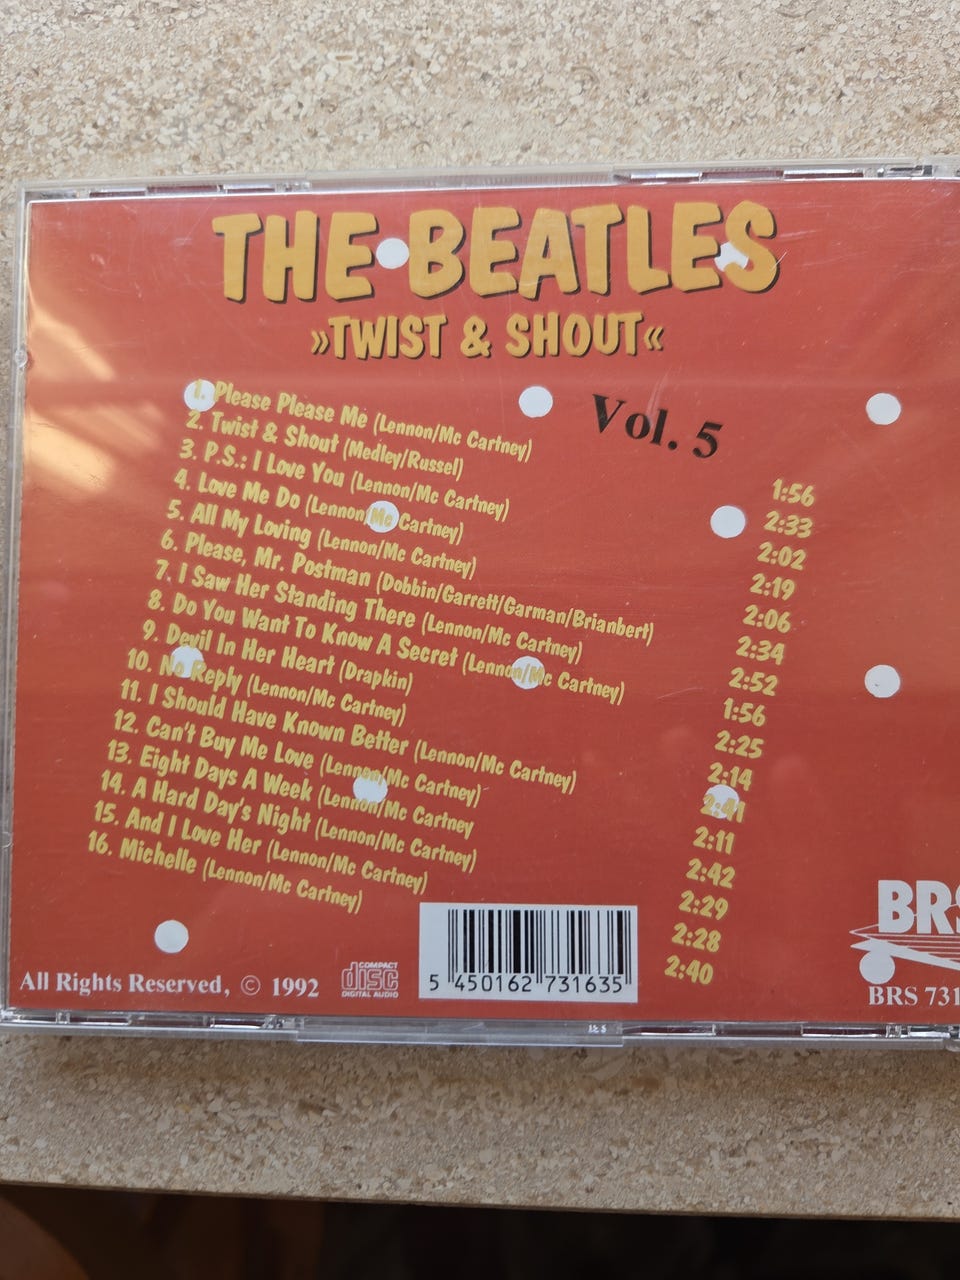 THE BEATLES
»TWIST & SHOUT«
Vol. 5
1. Please Please Me (Lennon/Mc Cartney) 1:56
2. Twist & Shout (Medley/Russel) 2:33
3. P.S.: I Love You (Lennon/Mc Cartney) 2:02
4. Love Me Do (Lennon/Mc Cartney) 2:19
5. All My Loving (Lennon/Mc Cartney) 2:06
6. Please, Mr. Postman (Dobbin/Garrett/Garman/Brianbert) 2:34
7. I Saw Her Standing There (Lennon/Mc Cartney) 2:52
8. Do You Want To Know A Secret (Lennon/Mc Cartney) 1:56
9. Devil In Her Heart (Drapkin) 2:25
10. No Reply (Lennon/Mc Cartney) 2:14
11. I Should Have Known Better (Lennon/Mc Cartney) 2:41
12. Can't Buy Me Love (Lennon/Mc Cartney) 2:11
13. Eight Days A Week (Lennon/Mc Cartney 2:42
14. A Hard Day's Night (Lennon/Mc Cartney) 2:29
15. And I Love Her (Lennon/Mc Cartney) 2:28
16. Michelle (Lennon/Mc Cartney) 2:40
All Rights Reserved, © 1992
COMPACT
disc
DIGITAL AUDIO
5 450162 731635
BRS
BRS 731